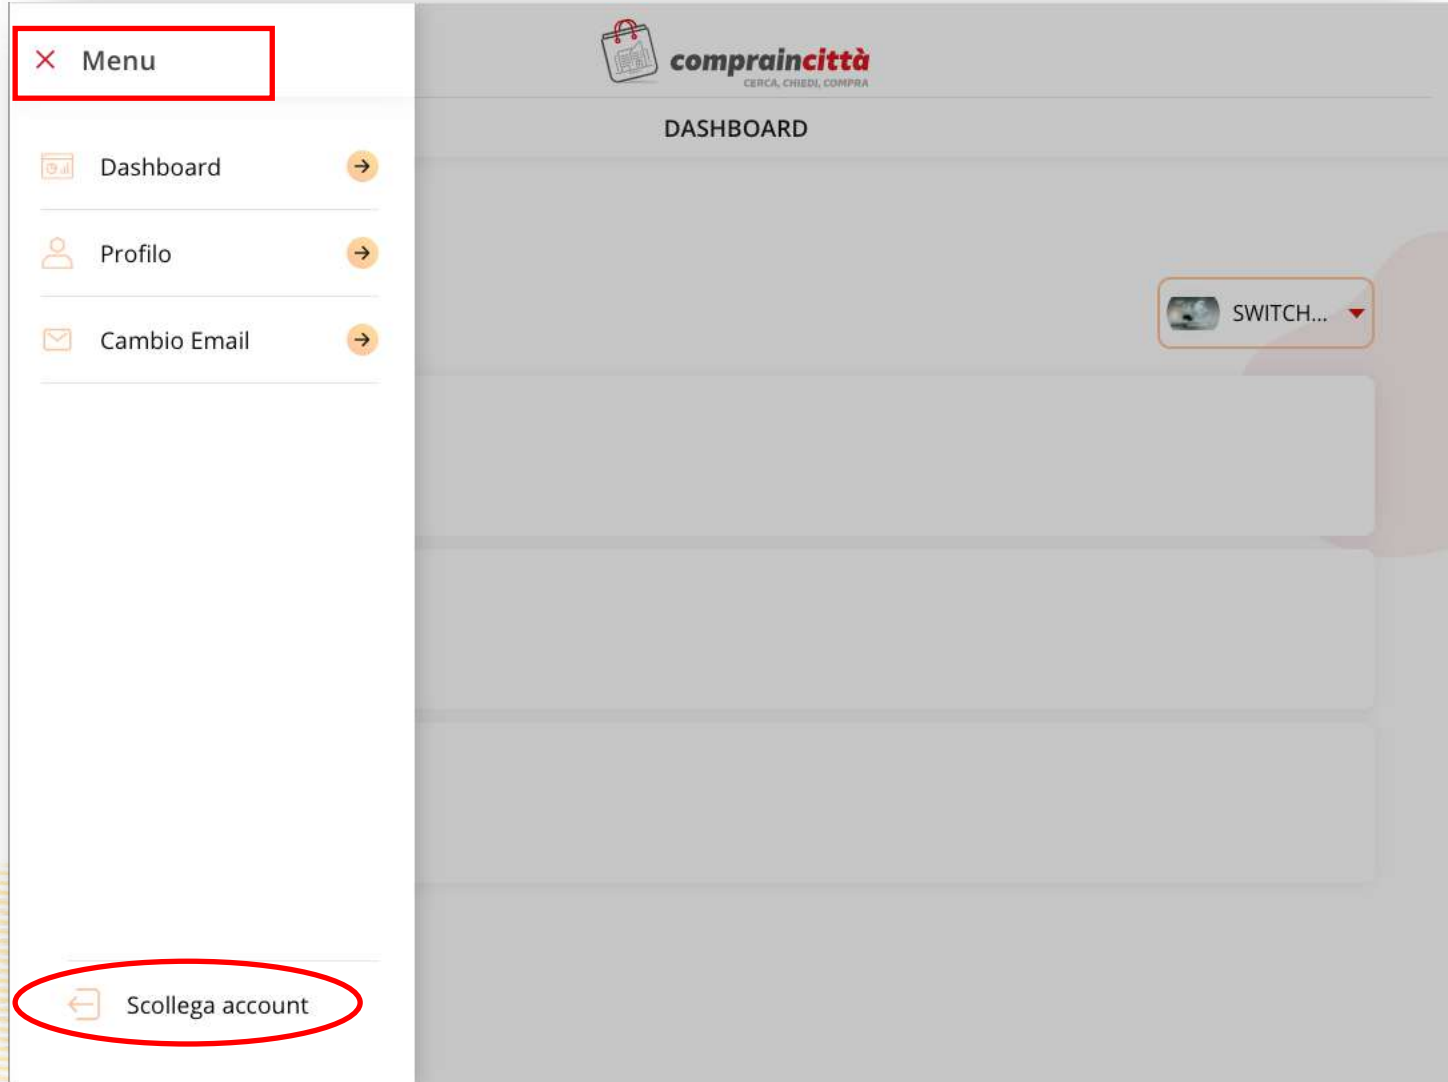 Menu
Dashboard
Profilo
Cambio Email
Scollega account
compraincittà
CERCA, CHIEDI, COMPRA
DASHBOARD
SWITCH...